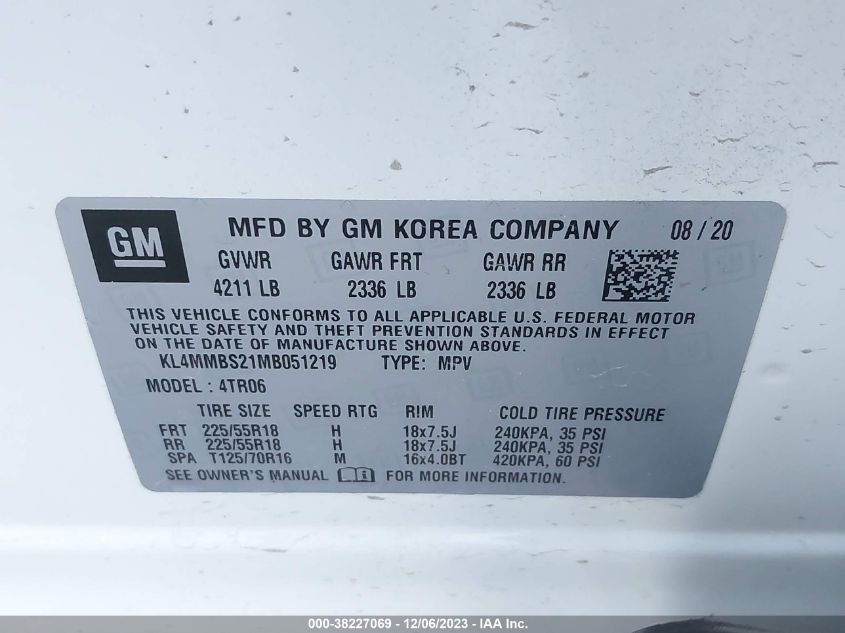 GM MFD BY GM KOREA COMPANY 08/20
GVWR GAWR FRT GAWR RR
4211 LB 2336 LB 2336 LB
THIS VEHICLE CONFORMS TO ALL APPLICABLE U.S. FEDERAL MOTOR
VEHICLE SAFETY AND THEFT PREVENTION STANDARDS IN EFFECT
ON THE DATE OF MANUFACTURE SHOWN ABOVE.
KL4MMBS21MB051219 TYPE: MPV
MODEL : 4TR06
TIRE SIZE SPEED RTG RIM COLD TIRE PRESSURE
FRT 225/55R18 H 18x7.5J 240KPA, 35 PSI
RR 225/55R18 H 18x7.5J 240KPA, 35 PSI
SPA T125/70R16 M 16x4.0BT 420KPA, 60 PSI
SEE OWNER'S MANUAL FOR MORE INFORMATION.
000-38227069 - 12/06/2023 - IAA Inc.